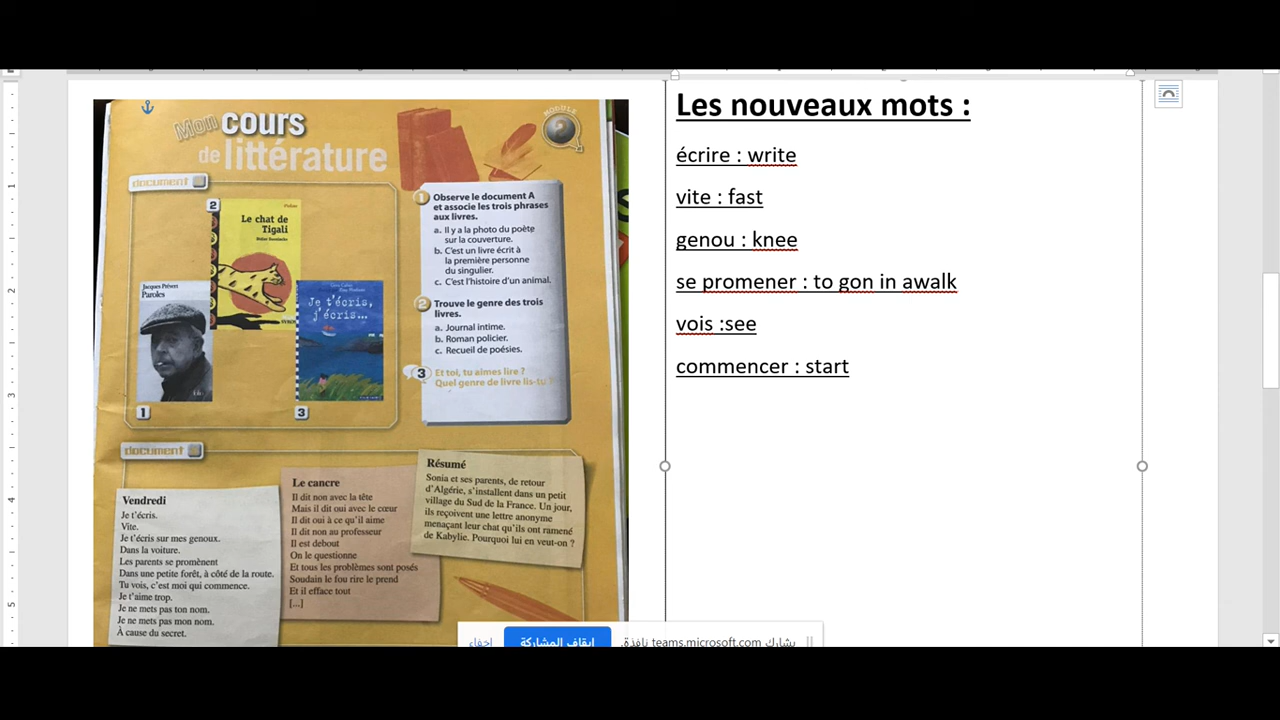 Mon cours
de littérature
MODULE
2
document
2
Le chat de
Tigali
Jacques Prévert
Paroles
Je t'écris,
j'écris...
1
3
1 Observe le document A
et associe les trois phrases
aux livres.
a. Il y a la photo du poète
sur la couverture.
b. C'est un livre écrit à
la première personne
du singulier.
c. C'est l'histoire d'un animal.
2 Trouve le genre des trois
livres.
a. Journal intime.
b. Roman policier.
c. Recueil de poésies.
3 Et toi, tu aimes lire ?
Quel genre de livre lis-tu ?
document
Vendredi
Je t'écris.
Vite.
Je t'écris sur mes genoux.
Dans la voiture.
Les parents se promènent
Dans une petite forêt, à côté de la route.
Tu vois, c'est moi qui commence.
Je t'aime trop.
Je ne mets pas ton nom.
Je ne mets pas mon nom.
À cause du secret.
Le cancre
Il dit non avec la tête
Mais il dit oui avec le cœur
Il dit oui à ce qu'il aime
Il dit non au professeur
Il est debout
On le questionne
Et tous les problèmes sont posés
Soudain le fou rire le prend
Et il efface tout
[...]
Résumé
Sonia et ses parents, de retour
d'Algérie, s'installent dans un petit
village du Sud de la France. Un jour,
ils reçoivent une lettre anonyme
menaçant leur chat qu'ils ont ramené
de Kabylie. Pourquoi lui en veut-on ?
Les nouveaux mots :
écrire : write
vite : fast
genou : knee
se promener : to gon in awalk
vois :see
commencer : start
يشارك teams.microsoft.com نافذة.
إيقاف المشاركة
إخفاء
1
2
3
4
5